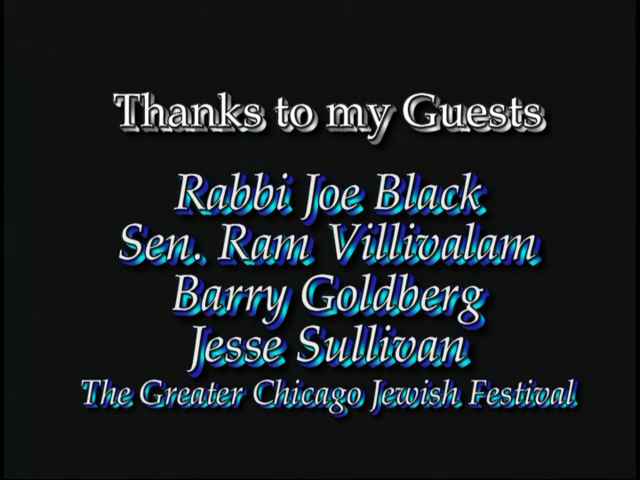 Thanks to my Guests
Rabbi Joe Black
Sen. Ram Villivalam
Barry Goldberg
Jesse Sullivan
The Greater Chicago Jewish Festival